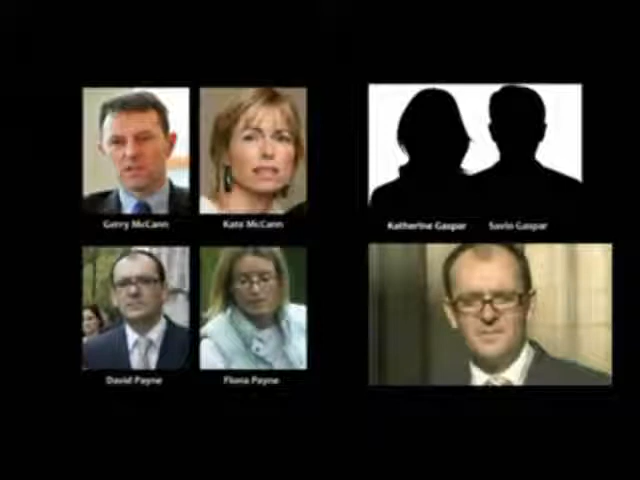 Gerry McCann Kate McCann
Katherine Gaspar Savio Gaspar
David Payne Fiona Payne